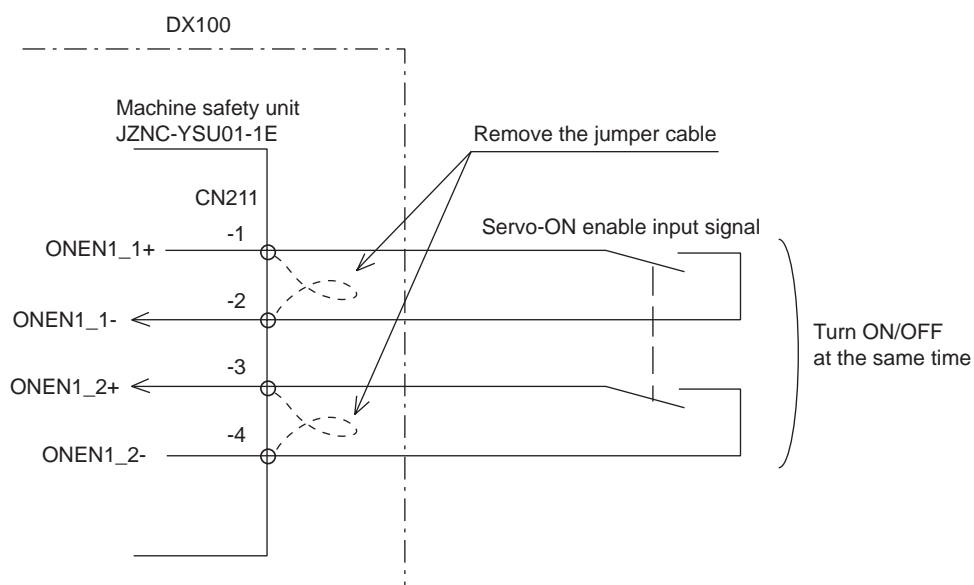 DX100
Machine safety unit
JZNC-YSU01-1E
Remove the jumper cable
CN211
Servo-ON enable input signal
ONEN1_1+
-1
ONEN1_1-
-2
Turn ON/OFF
at the same time
ONEN1_2+
-3
ONEN1_2-
-4